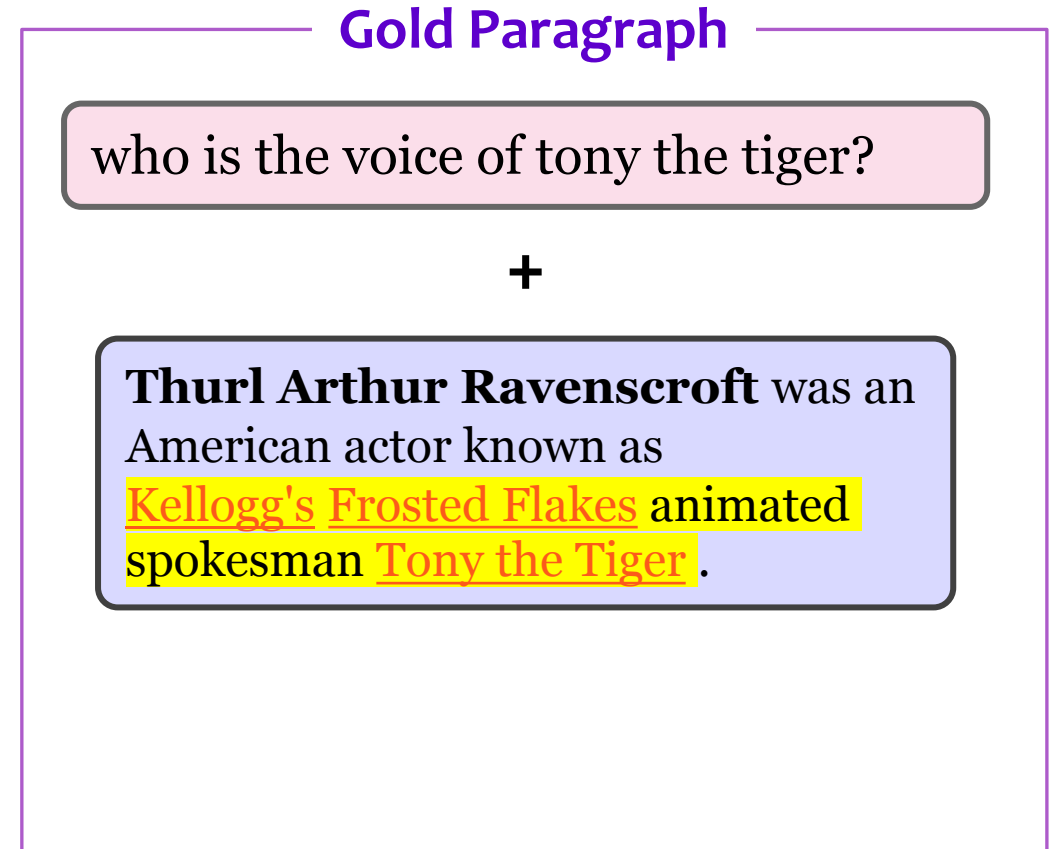 Gold Paragraph
who is the voice of tony the tiger?
+
Thurl Arthur Ravenscroft was an
American actor known as
Kellogg's Frosted Flakes animated
spokesman Tony the Tiger .